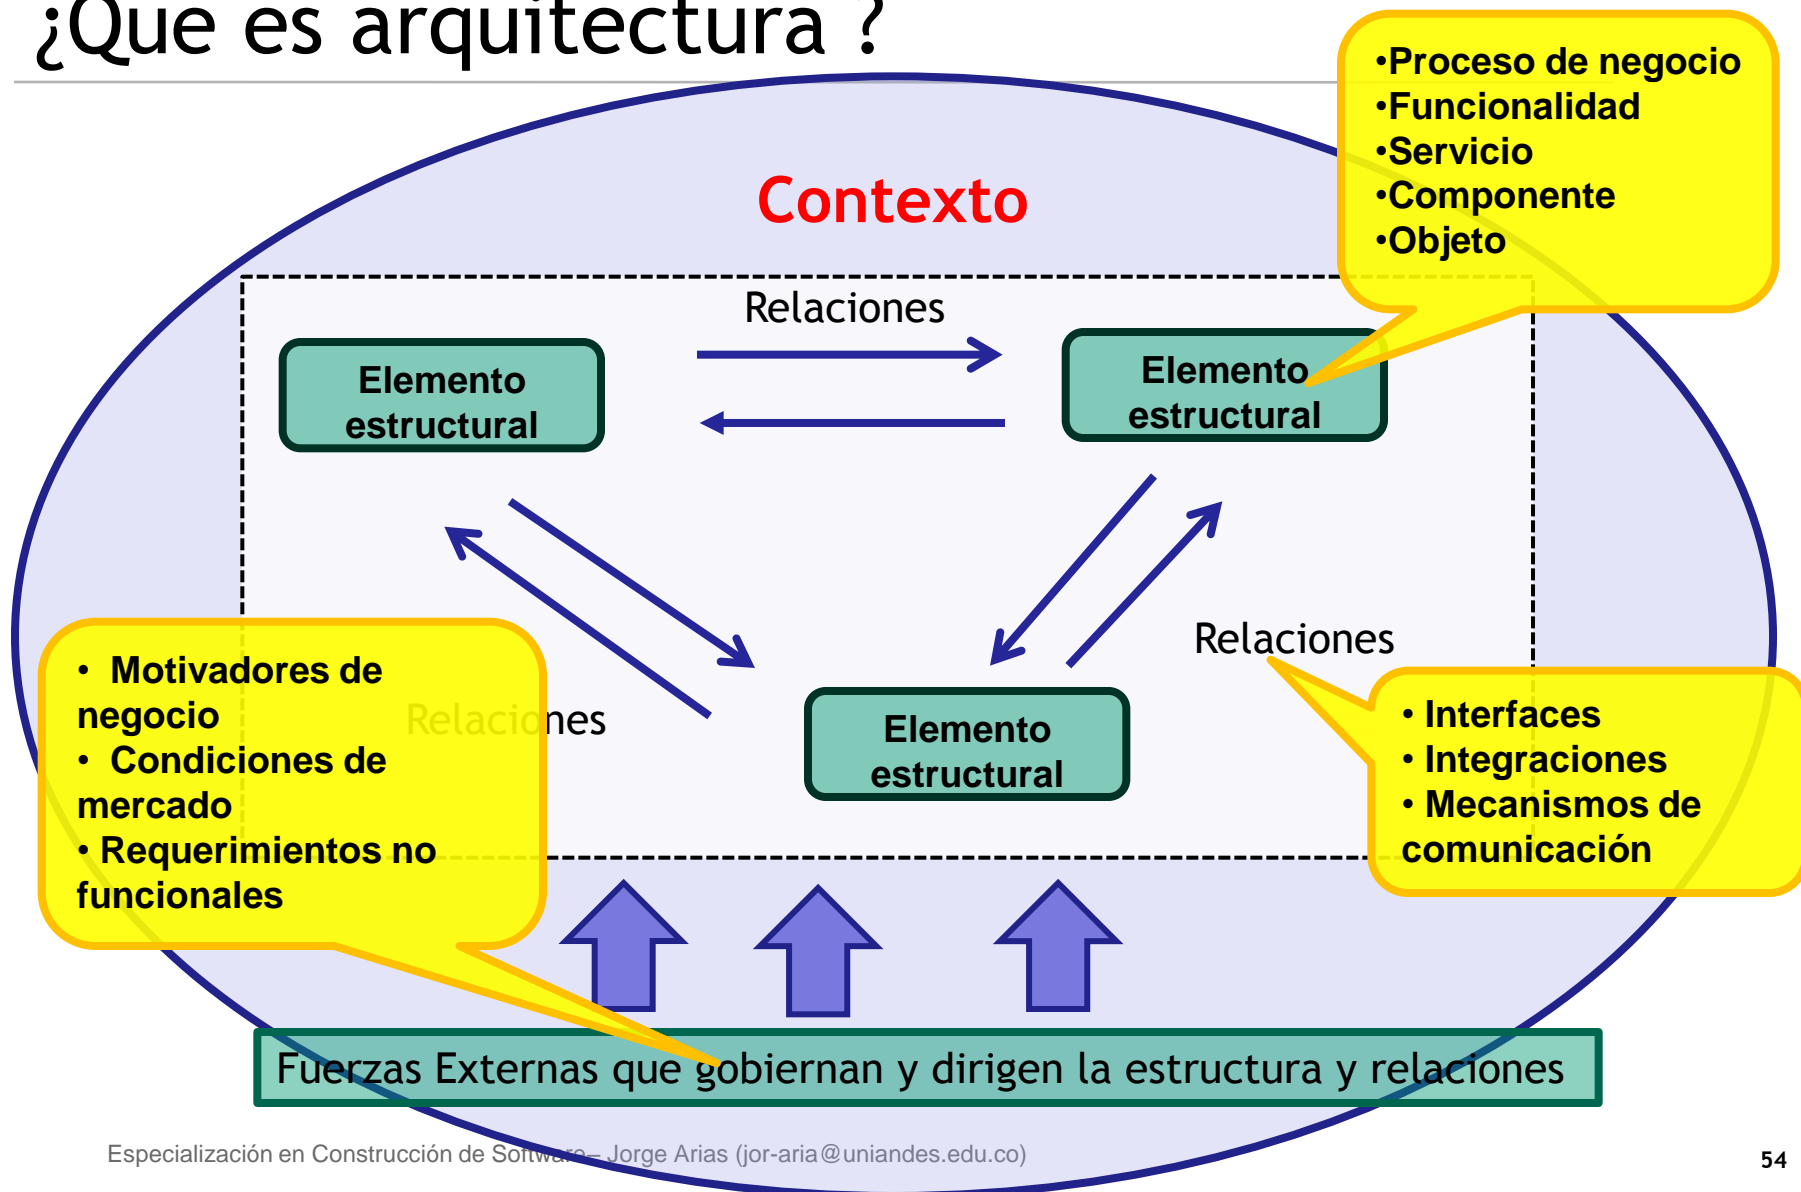 ¿Que es arquitectura ?
•Proceso de negocio
•Funcionalidad
•Servicio
•Componente
•Objeto
Contexto
Relaciones
Elemento
estructural
Elemento
estructural
Relaciones
• Motivadores de
negocio
• Condiciones de
mercado
• Requerimientos no
funcionales
Relaciones
Elemento
estructural
• Interfaces
• Integraciones
• Mecanismos de
comunicación
Fuerzas Externas que gobiernan y dirigen la estructura y relaciones
Especialización en Construcción de Software– Jorge Arias (jor-aria@uniandes.edu.co)
54